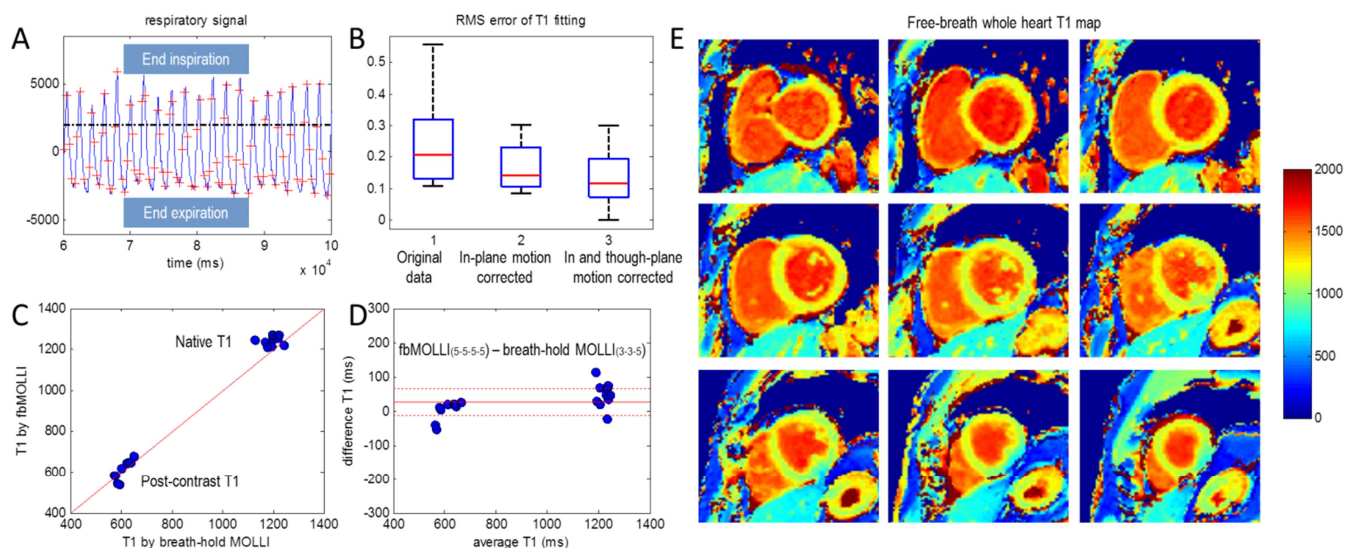 A
respiratory signal
End inspiration
End expiration
5000
0
-5000
6 7 8 9 10
time (ms)
x 10^4
B
RMS error of T1 fitting
0.5
0.4
0.3
0.2
0.1
0
1 2 3
Original data
In-plane motion corrected
In and though-plane motion corrected
C
1400
1200
1000
800
600
400
T1 by fbMOLLI
Native T1
Post-contrast T1
400 600 800 1000 1200 1400
T1 by breath-hold MOLLI
D
300
200
100
0
-100
-200
-300
difference T1 (ms)
fbMOLLI(5-5-5-5) – breath-hold MOLLI(3-3-5)
400 600 800 1000 1200 1400
average T1 (ms)
E
Free-breath whole heart T1 map
2000
1500
1000
500
0